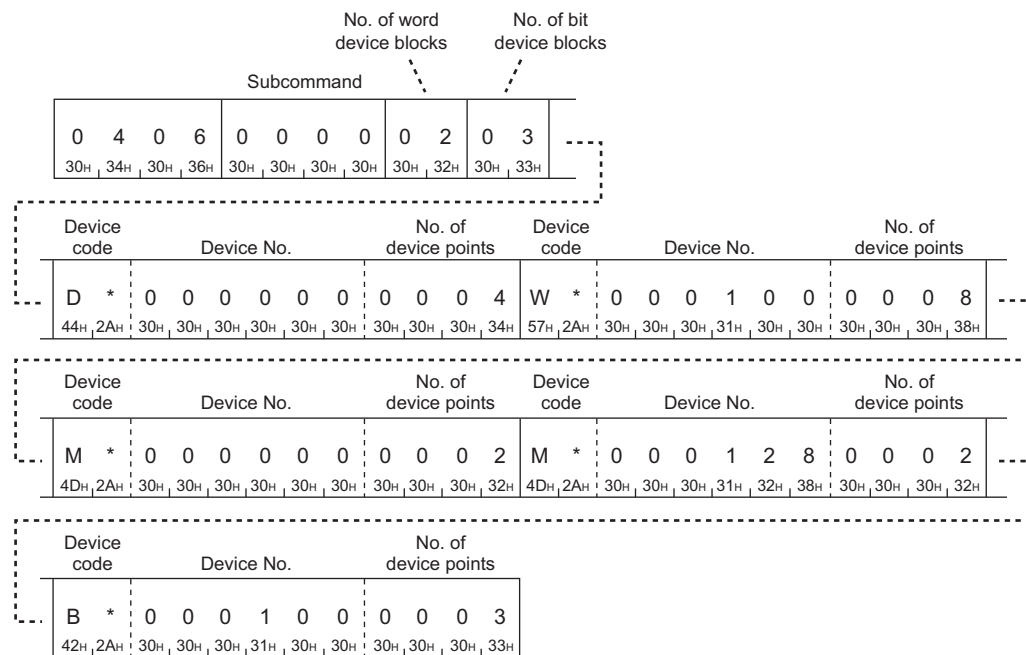 No. of word device blocks No. of bit device blocks
Subcommand
0 4 0 6 0 0 0 0 0 2 0 3
30H 34H 30H 36H 30H 30H 30H 30H 30H 32H 30H 33H
Device code Device No. No. of device points Device code Device No. No. of device points
D * 0 0 0 0 0 0 0 0 0 4 W * 0 0 0 1 0 0 0 0 0 8
44H 2AH 30H 30H 30H 30H 30H 30H 30H 30H 30H 34H 57H 2AH 30H 30H 30H 31H 30H 30H 30H 30H 30H 38H
Device code Device No. No. of device points Device code Device No. No. of device points
M * 0 0 0 0 0 0 0 0 0 2 M * 0 0 0 1 2 8 0 0 0 2
4DH 2AH 30H 30H 30H 30H 30H 30H 30H 30H 30H 32H 4DH 2AH 30H 30H 30H 31H 32H 38H 30H 30H 30H 32H
Device code Device No. No. of device points
B * 0 0 0 1 0 0 0 0 0 3
42H 2AH 30H 30H 30H 31H 30H 30H 30H 30H 30H 33H